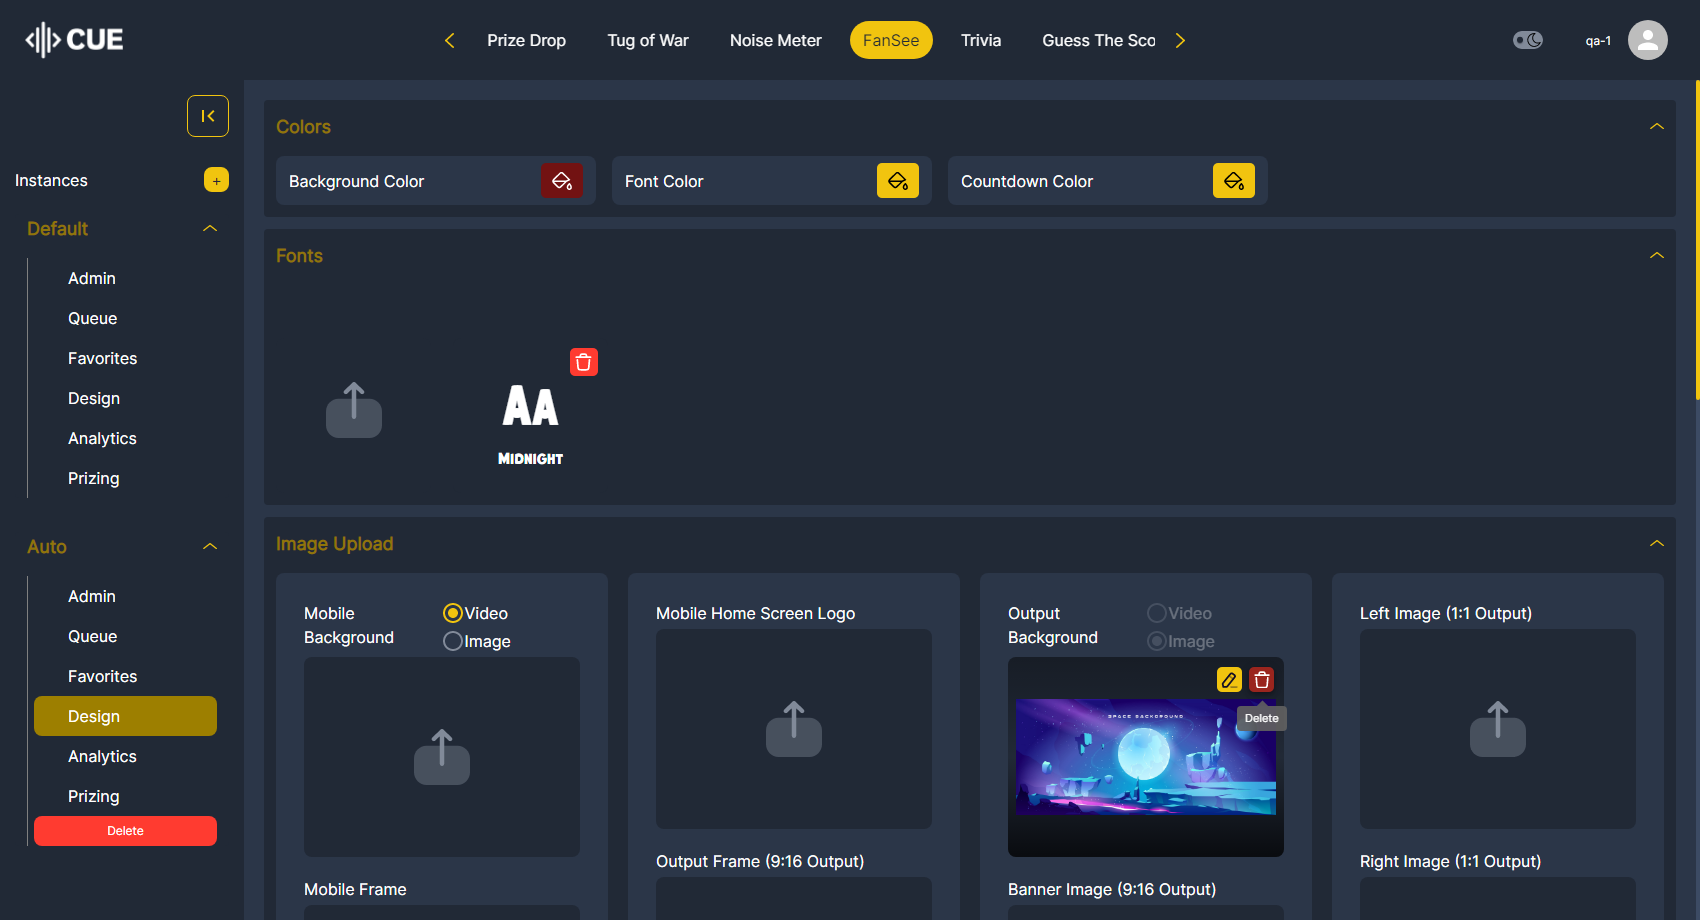 CUE
Prize Drop
Tug of War
Noise Meter
FanSee
Trivia
Guess The Sco
qa-1
Instances
+
Default
Admin
Queue
Favorites
Design
Analytics
Prizing
Auto
Admin
Queue
Favorites
Design
Analytics
Prizing
Delete
Colors
Background Color
Font Color
Countdown Color
Fonts
AA
MIDNIGHT
Image Upload
Mobile
Background
Video
Image
Mobile Frame
Mobile Home Screen Logo
Output Frame (9:16 Output)
Output
Background
Video
Image
Delete
SPACE BACKGROUND
Banner Image (9:16 Output)
Left Image (1:1 Output)
Right Image (1:1 Output)